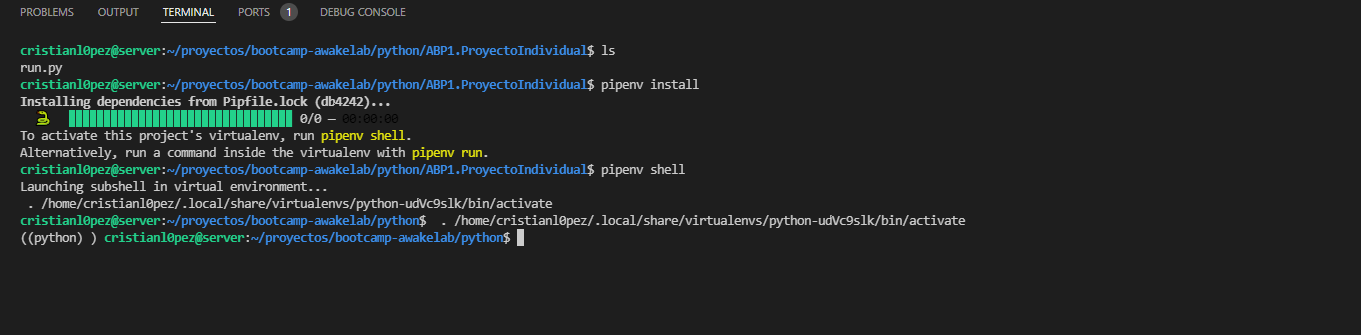 PROBLEMS OUTPUT TERMINAL PORTS 1 DEBUG CONSOLE
cristianl0pez@server:~/proyectos/bootcamp-awakelab/python/ABP1.ProyectoIndividual$ ls
run.py
cristianl0pez@server:~/proyectos/bootcamp-awakelab/python/ABP1.ProyectoIndividual$ pipenv install
Installing dependencies from Pipfile.lock (db4242)...
0/0 — 00:00:00
To activate this project's virtualenv, run pipenv shell.
Alternatively, run a command inside the virtualenv with pipenv run.
cristianl0pez@server:~/proyectos/bootcamp-awakelab/python/ABP1.ProyectoIndividual$ pipenv shell
Launching subshell in virtual environment...
 . /home/cristianl0pez/.local/share/virtualenvs/python-udVc9slk/bin/activate
cristianl0pez@server:~/proyectos/bootcamp-awakelab/python$  . /home/cristianl0pez/.local/share/virtualenvs/python-udVc9slk/bin/activate
((python) ) cristianl0pez@server:~/proyectos/bootcamp-awakelab/python$